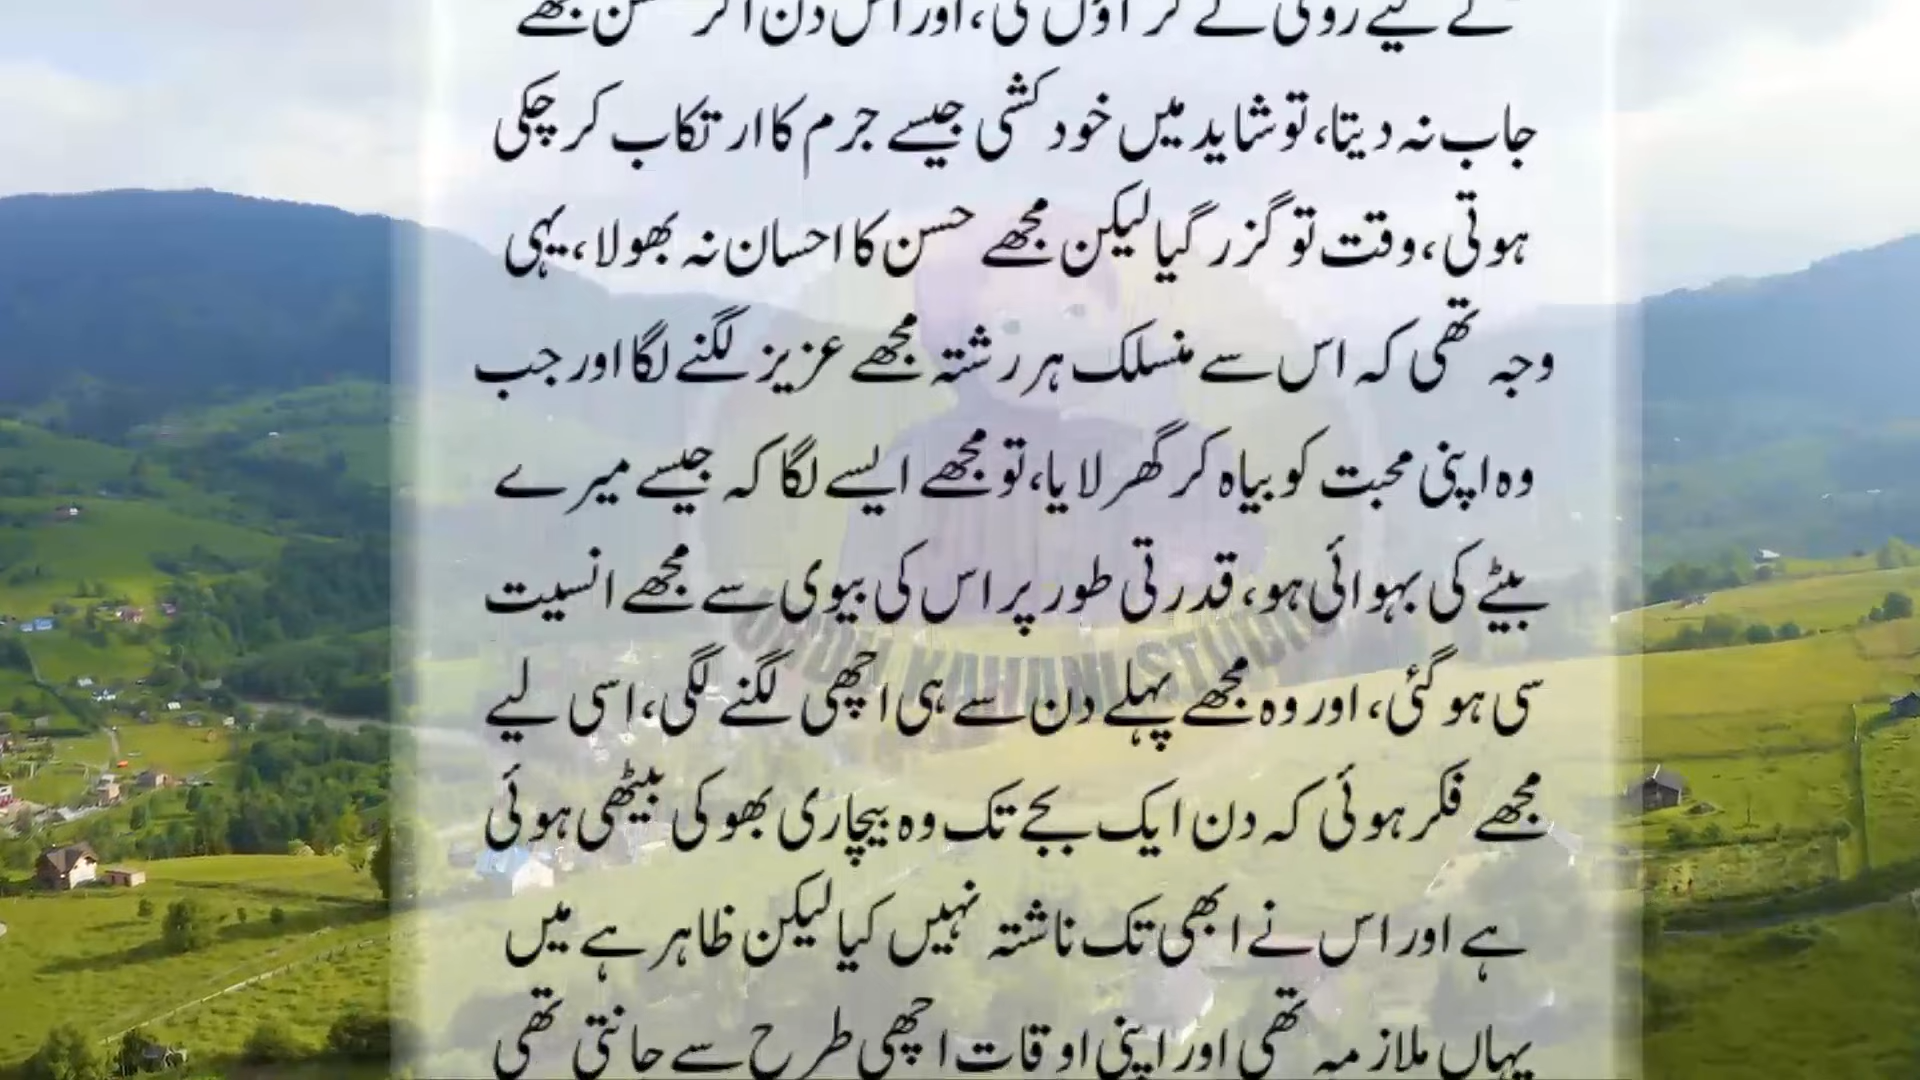 کے لیے روٹی لے کر آؤں گی، اور اس دن اگر حسن مجھے
جاب نہ دیتا، تو شاید میں خود کشی جیسے جرم کا ارتکاب کر چکی
ہوتی، وقت تو گزر گیا لیکن مجھے حسن کا احسان نہ بھولا، یہی
وجہ تھی کہ اس سے منسلک ہر رشتہ مجھے عزیز لگنے لگا اور جب
وہ اپنی محبت کو بیاہ کر گھر لایا، تو مجھے ایسے لگا کہ جیسے میرے
بیٹے کی بہو ائی ہو، قدرتی طور پر اس کی بیوی سے مجھے انسیت
سی ہو گئی، اور وہ مجھے پہلے دن سے ہی اچھی لگنے لگی، اسی لیے
مجھے فکر ہوئی کہ دن ایک بجے تک وہ بیچاری بھوکی بیٹھی ہوئی
ہے اور اس نے ابھی تک ناشتہ نہیں کیا لیکن ظاہر ہے میں
یہاں ملازمہ تھی اور اپنی اوقات اچھی طرح سے جانتی تھی
URDU KAHANI STUDIO